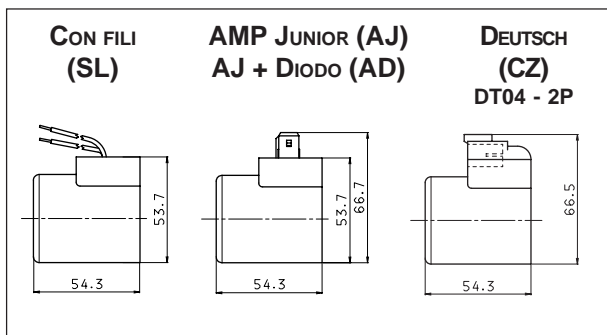 CON FILI
(SL)
AMP JUNIOR (AJ)
AJ + DIODO (AD)
DEUTSCH
(CZ)
DT04 - 2P
53.7
54.3
53.7
66.7
54.3
66.5
54.3